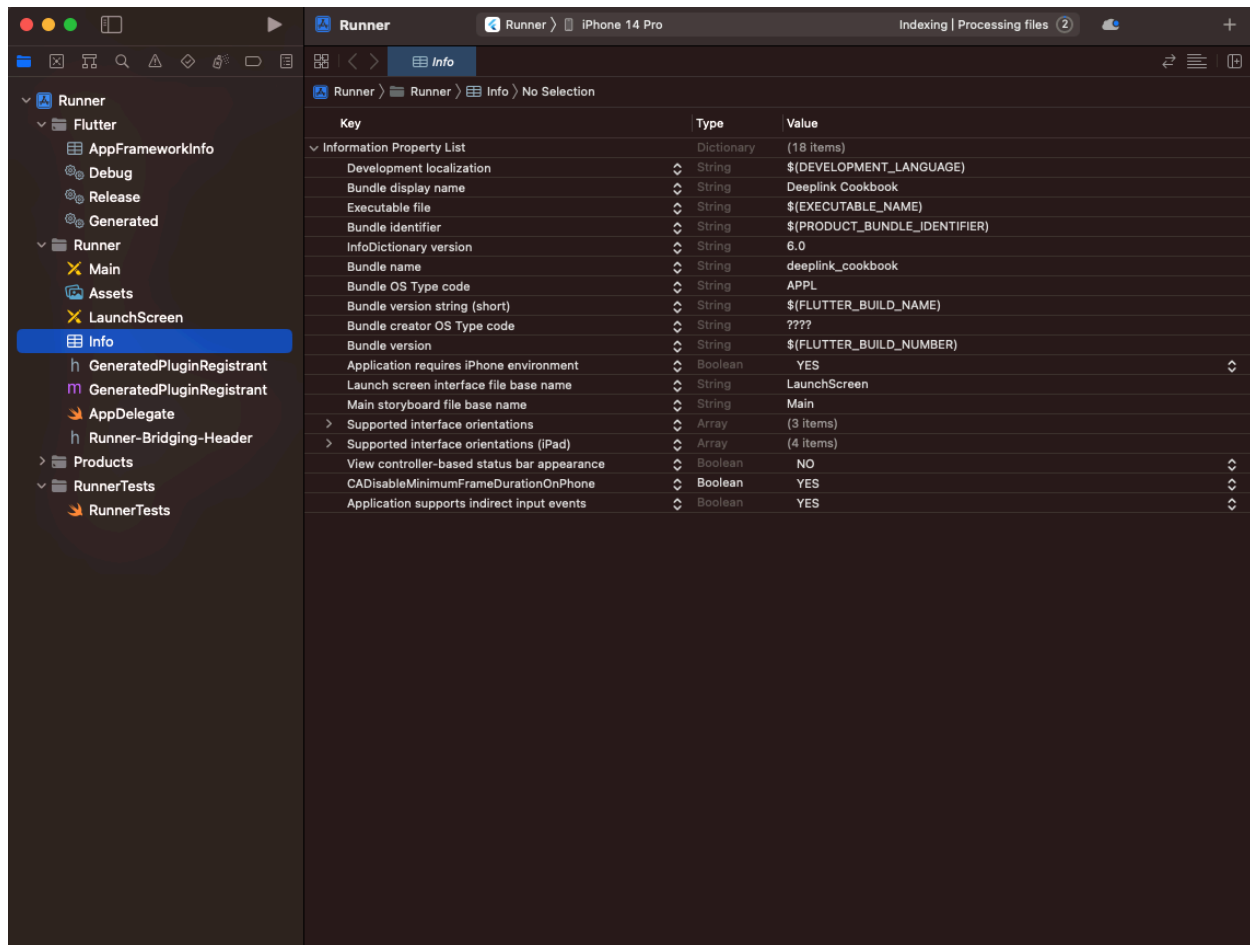 Runner
Runner 〉 iPhone 14 Pro
Indexing | Processing files 2
Info
Runner 〉 Runner 〉 Info 〉 No Selection
Runner
Flutter
AppFrameworkInfo
Debug
Release
Generated
Runner
Main
Assets
LaunchScreen
Info
h GeneratedPluginRegistrant
m GeneratedPluginRegistrant
AppDelegate
h Runner-Bridging-Header
Products
RunnerTests
RunnerTests
Key Type Value
Information Property List Dictionary (18 items)
Development localization String $(DEVELOPMENT_LANGUAGE)
Bundle display name String Deeplink Cookbook
Executable file String $(EXECUTABLE_NAME)
Bundle identifier String $(PRODUCT_BUNDLE_IDENTIFIER)
InfoDictionary version String 6.0
Bundle name String deeplink_cookbook
Bundle OS Type code String APPL
Bundle version string (short) String $(FLUTTER_BUILD_NAME)
Bundle creator OS Type code String ????
Bundle version String $(FLUTTER_BUILD_NUMBER)
Application requires iPhone environment Boolean YES
Launch screen interface file base name String LaunchScreen
Main storyboard file base name String Main
Supported interface orientations Array (3 items)
Supported interface orientations (iPad) Array (4 items)
View controller-based status bar appearance Boolean NO
CADisableMinimumFrameDurationOnPhone Boolean YES
Application supports indirect input events Boolean YES